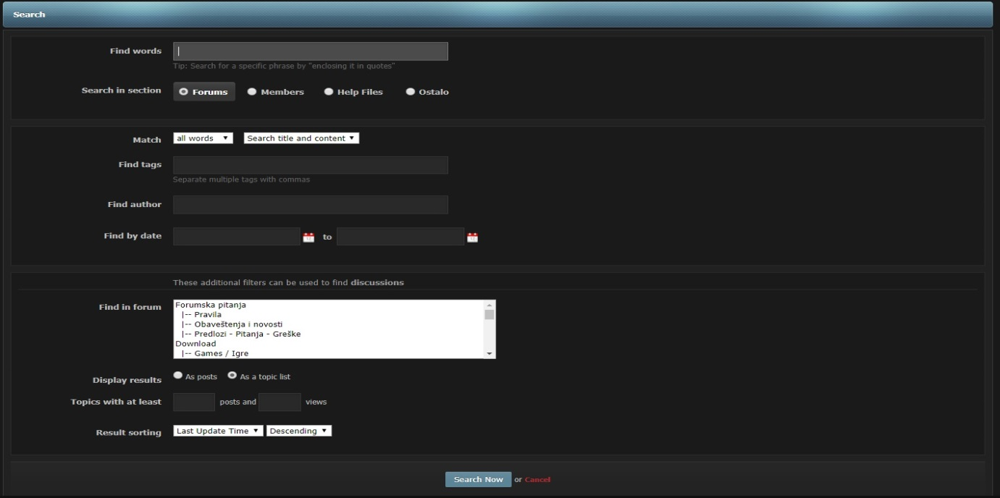 Search
Find words
Tip: Search for a specific phrase by "enclosing it in quotes"
Search in section Forums Members Help Files Ostalo
Match all words Search title and content
Find tags
Separate multiple tags with commas
Find author
Find by date to
These additional filters can be used to find discussions
Find in forum Forumska pitanja
|-- Pravila
|-- Obaveštenja i novosti
|-- Predlozi - Pitanja - Greške
Download
|-- Games / Igre
Display results As posts As a topic list
Topics with at least posts and views
Result sorting Last Update Time Descending
Search Now or Cancel